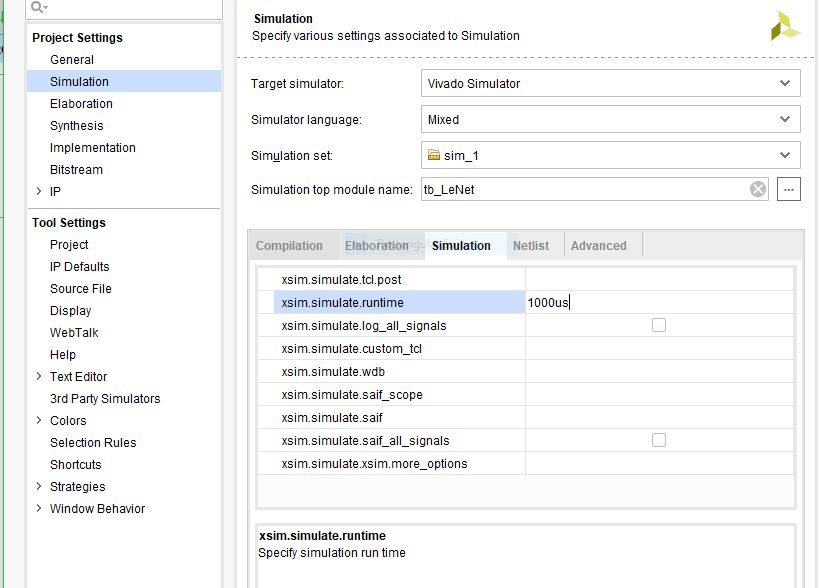 Project Settings
General
Simulation
Elaboration
Synthesis
Implementation
Bitstream
IP
Tool Settings
Project
IP Defaults
Source File
Display
WebTalk
Help
Text Editor
3rd Party Simulators
Colors
Selection Rules
Shortcuts
Strategies
Window Behavior
Simulation
Specify various settings associated to Simulation
Target simulator: Vivado Simulator
Simulator language: Mixed
Simulation set: sim_1
Simulation top module name: tb_LeNet ...
Compilation Elaboration Simulation Netlist Advanced
xsim.simulate.tcl.post
xsim.simulate.runtime 1000us
xsim.simulate.log_all_signals
xsim.simulate.custom_tcl
xsim.simulate.wdb
xsim.simulate.saif_scope
xsim.simulate.saif
xsim.simulate.saif_all_signals
xsim.simulate.xsim.more_options
xsim.simulate.runtime
Specify simulation run time